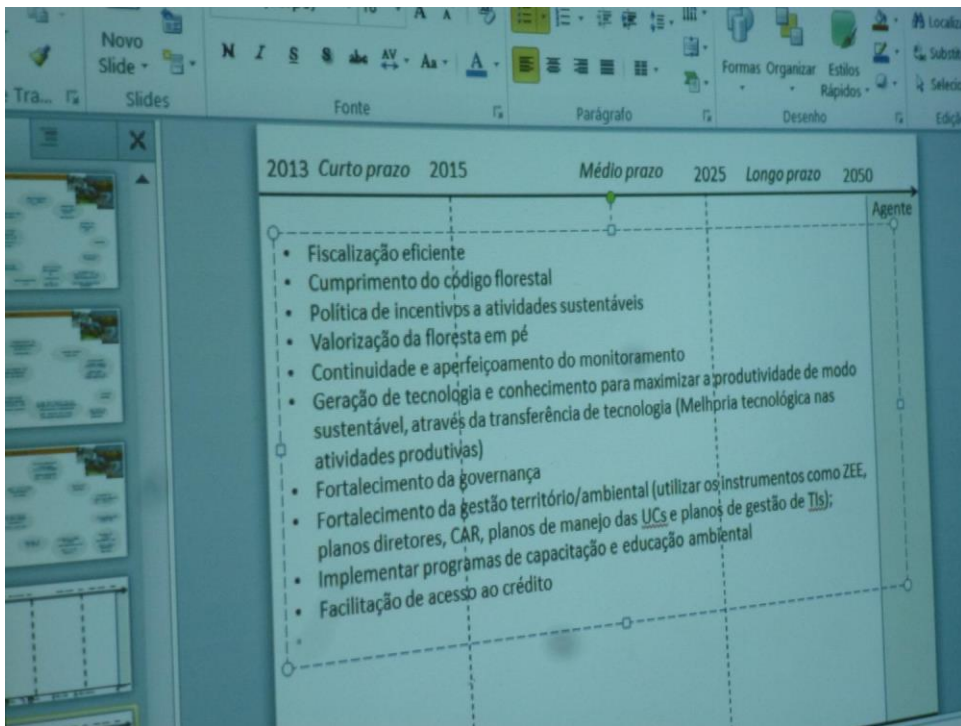 Novo
Slide
Slides
Fonte
Parágrafo
Formas Organizar Estilos
Rápidos
Desenho
N I S S abc AV Aa A
2013 Curto prazo 2015 Médio prazo 2025 Longo prazo 2050
Agente
• Fiscalização eficiente
• Cumprimento do código florestal
• Política de incentivos a atividades sustentáveis
• Valorização da floresta em pé
• Continuidade e aperfeiçoamento do monitoramento
• Geração de tecnologia e conhecimento para maximizar a produtividade de modo
sustentável, através da transferência de tecnologia (Melhoria tecnológica nas
atividades produtivas)
• Fortalecimento da governança
• Fortalecimento da gestão território/ambiental (utilizar os instrumentos como ZEE,
planos diretores, CAR, planos de manejo das UCs e planos de gestão de TIs);
• Implementar programas de capacitação e educação ambiental
• Facilitação de acesso ao crédito